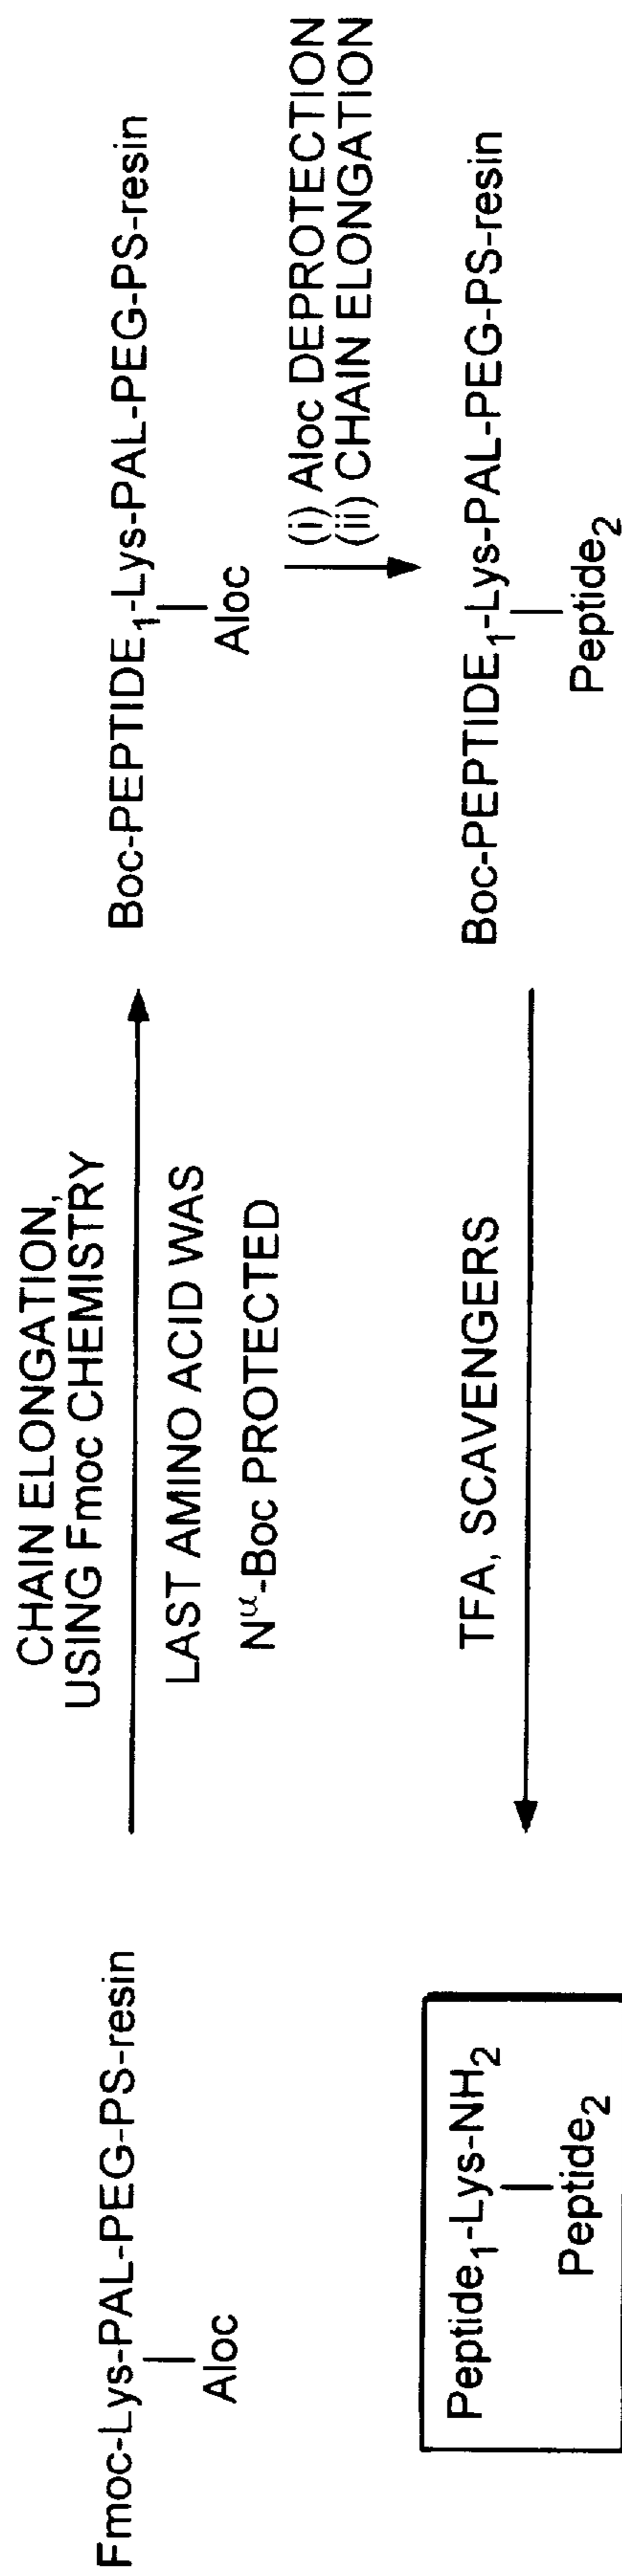 Fmoc-Lys-PAL-PEG-PS-resin
Aloc
CHAIN ELONGATION,
USING Fmoc CHEMISTRY
LAST AMINO ACID WAS
Nα-Boc PROTECTED
Boc-PEPTIDE1-Lys-PAL-PEG-PS-resin
Aloc
(i) Aloc DEPROTECTION
(ii) CHAIN ELONGATION
Boc-PEPTIDE1-Lys-PAL-PEG-PS-resin
Peptide2
TFA, SCAVENGERS
Peptide1-Lys-NH2
Peptide2